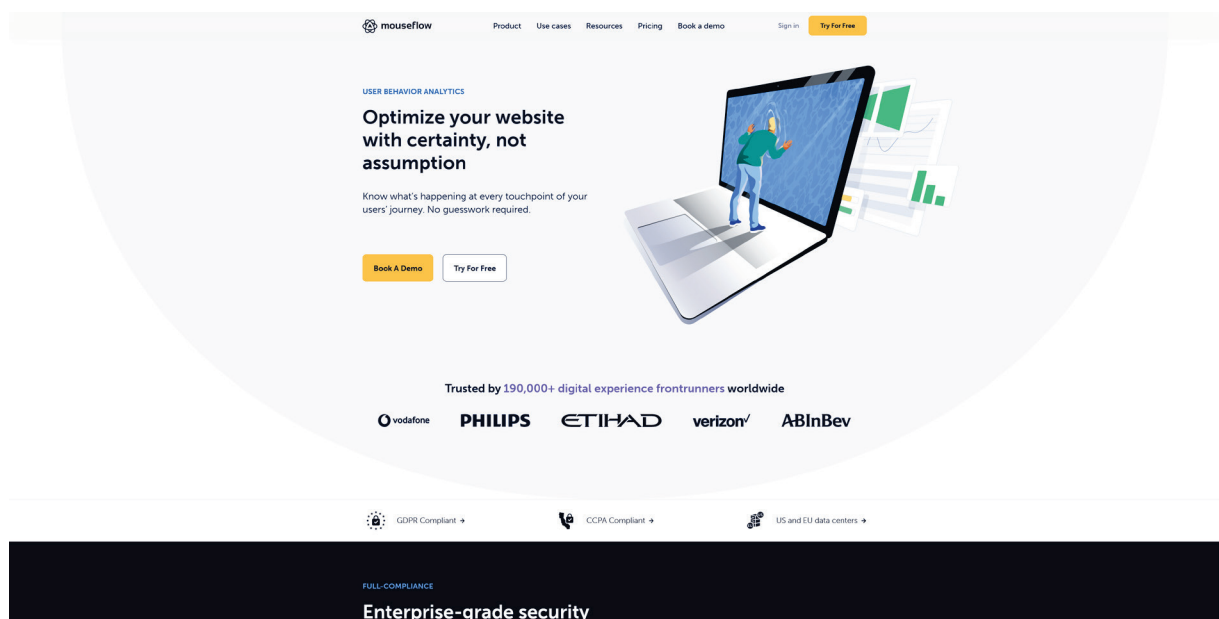 mouseflow Product Use cases Resources Pricing Book a demo Sign in Try For Free
USER BEHAVIOR ANALYTICS
Optimize your website
with certainty, not
assumption
Know what's happening at every touchpoint of your
users' journey. No guesswork required.
Book A Demo Try For Free
Trusted by 190,000+ digital experience frontrunners worldwide
vodafone PHILIPS ETIHAD verizon✓ ABInBev
GDPR Compliant → CCPA Compliant → US and EU data centers →
FULL-COMPLIANCE
Enterprise-grade security